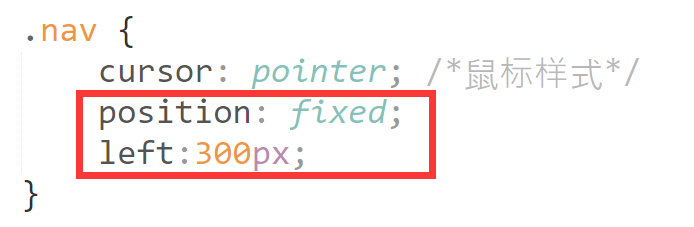 .nav {
cursor: pointer; /*鼠标样式*/
position: fixed;
left:300px;
}